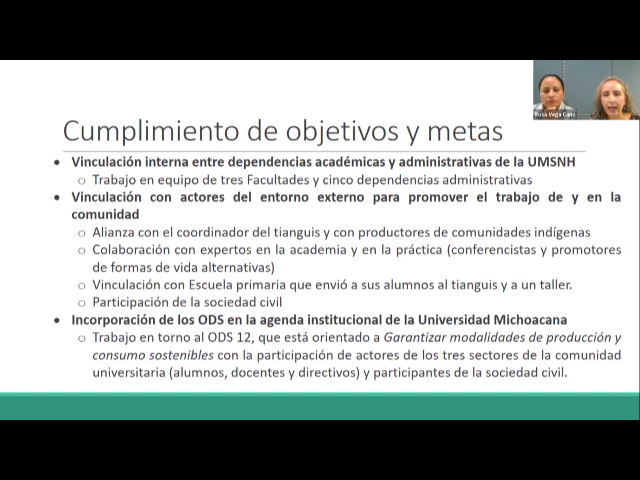 Rosa Vega Cano
Cumplimiento de objetivos y metas
• Vinculación interna entre dependencias académicas y administrativas de la UMSNH
o Trabajo en equipo de tres Facultades y cinco dependencias administrativas
• Vinculación con actores del entorno externo para promover el trabajo de y en la
comunidad
o Alianza con el coordinador del tianguis y con productores de comunidades indígenas
o Colaboración con expertos en la academia y en la práctica (conferencistas y promotores
de formas de vida alternativas)
o Vinculación con Escuela primaria que envió a sus alumnos al tianguis y a un taller.
o Participación de la sociedad civil
• Incorporación de los ODS en la agenda institucional de la Universidad Michoacana
o Trabajo en torno al ODS 12, que está orientado a Garantizar modalidades de producción y
consumo sostenibles con la participación de actores de los tres sectores de la comunidad
universitaria (alumnos, docentes y directivos) y participantes de la sociedad civil.